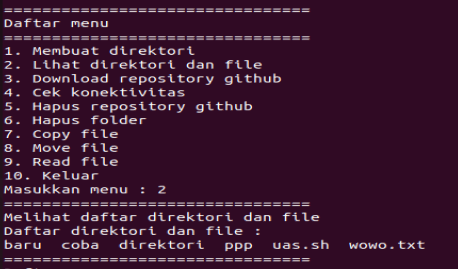 =================================
Daftar menu
=================================
1. Membuat direktori
2. Lihat direktori dan file
3. Download repository github
4. Cek konektivitas
5. Hapus repository github
6. Hapus folder
7. Copy file
8. Move file
9. Read file
10. Keluar
Masukkan menu : 2
=================================
Melihat daftar direktori dan file
Daftar direktori dan file :
baru  coba  direktori  ppp  uas.sh  wowo.txt
=================================